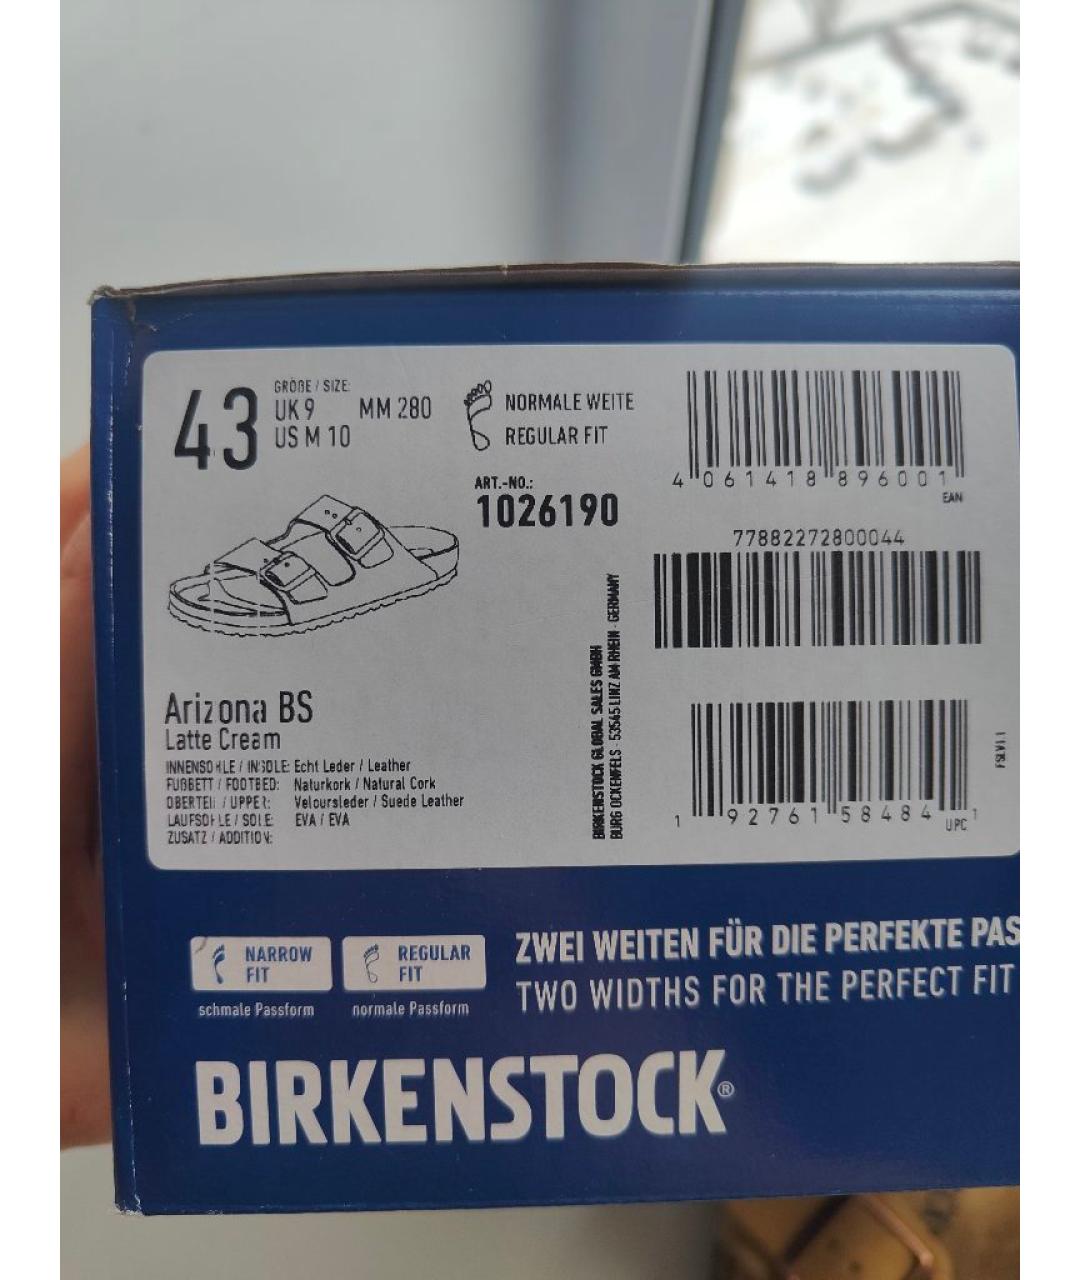 43
GRÖßE / SIZE:
UK 9 MM 280
US M 10
NORMALE WEITE
REGULAR FIT
ART.-NO.:
1026190
4 061418 896001
EAN
77882272800044
BIRKENSTOCK GLOBAL SALES GMBH
BURG OCKENFELS · 53545 LINZ AM RHEIN · GERMANY
Arizona BS
Latte Cream
INNENSOHLE / INSOLE: Echt Leder / Leather
FUßBETT / FOOTBED: Naturkork / Natural Cork
OBERTEIL / UPPER: Veloursleder / Suede Leather
LAUFSOHLE / SOLE: EVA / EVA
ZUSATZ / ADDITION:
1 92761 58484 1
UPC
FSLV1.1
NARROW
FIT
schmale Passform
REGULAR
FIT
normale Passform
ZWEI WEITEN FÜR DIE PERFEKTE PAS
TWO WIDTHS FOR THE PERFECT FIT
BIRKENSTOCK®